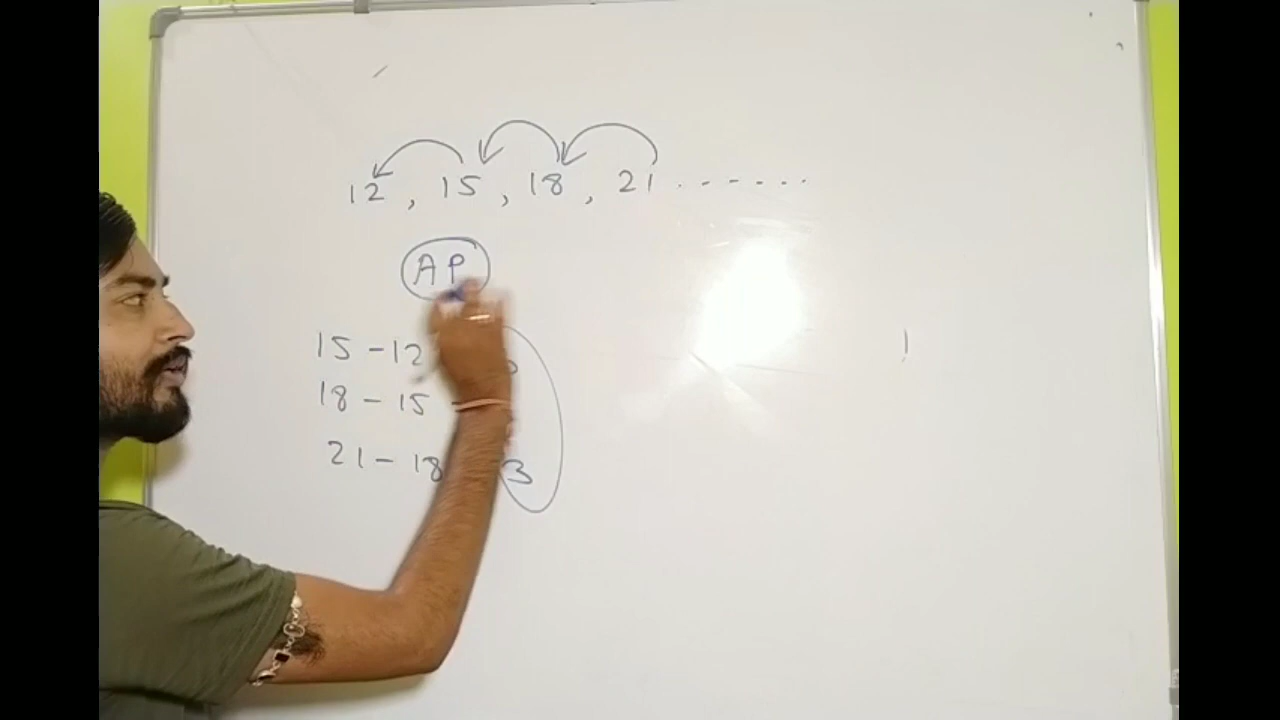 12 , 15 , 18 , 21 . - - - - . .
AP
15 - 12
18 - 15
21 - 18 3